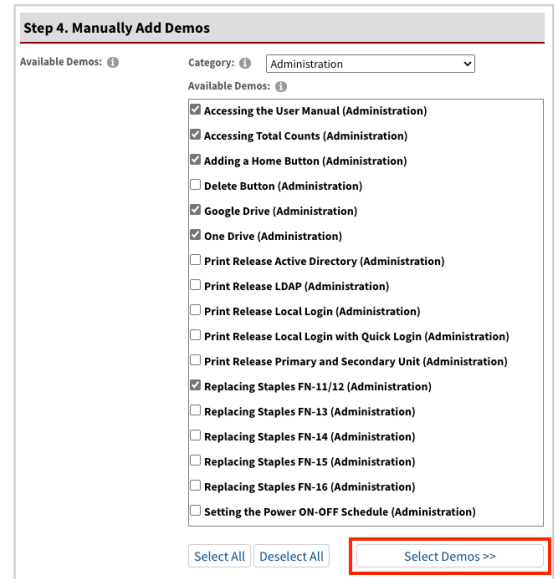 Step 4. Manually Add Demos
Available Demos:
Category: Administration
Available Demos:
Accessing the User Manual (Administration)
Accessing Total Counts (Administration)
Adding a Home Button (Administration)
Delete Button (Administration)
Google Drive (Administration)
One Drive (Administration)
Print Release Active Directory (Administration)
Print Release LDAP (Administration)
Print Release Local Login (Administration)
Print Release Local Login with Quick Login (Administration)
Print Release Primary and Secondary Unit (Administration)
Replacing Staples FN-11/12 (Administration)
Replacing Staples FN-13 (Administration)
Replacing Staples FN-14 (Administration)
Replacing Staples FN-15 (Administration)
Replacing Staples FN-16 (Administration)
Setting the Power ON-OFF Schedule (Administration)
Select All Deselect All Select Demos >>